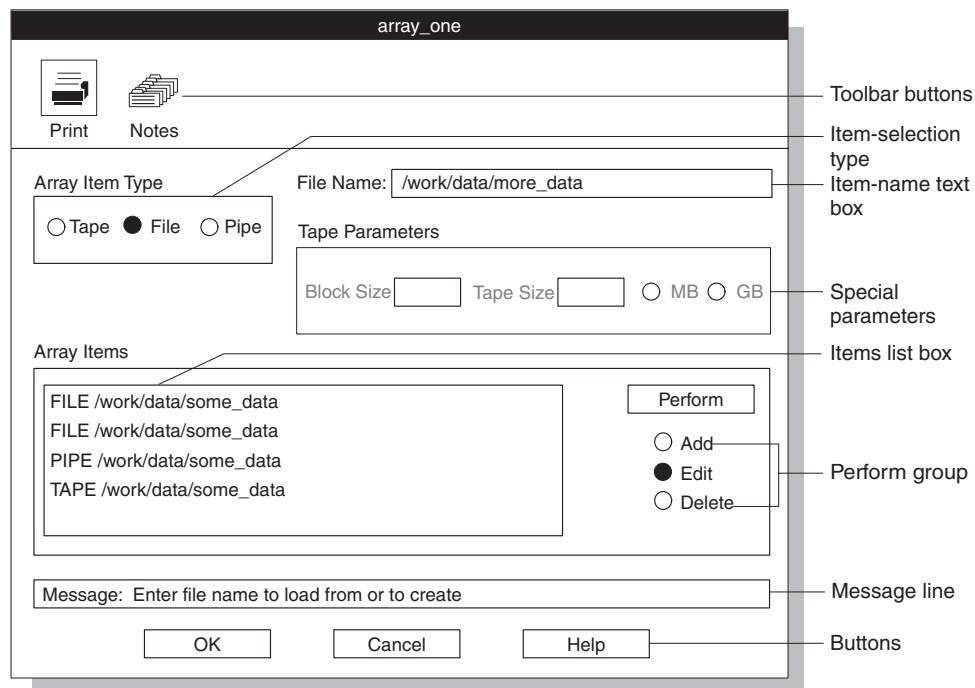 array_one
Print
Notes
Toolbar buttons
Item-selection
type
Array Item Type
File Name:
/work/data/more_data
Item-name text
box
Tape
File
Pipe
Tape Parameters
Block Size
Tape Size
MB
GB
Special
parameters
Array Items
Items list box
FILE /work/data/some_data
FILE /work/data/some_data
PIPE /work/data/some_data
TAPE /work/data/some_data
Perform
Add
Edit
Delete
Perform group
Message: Enter file name to load from or to create
Message line
OK
Cancel
Help
Buttons